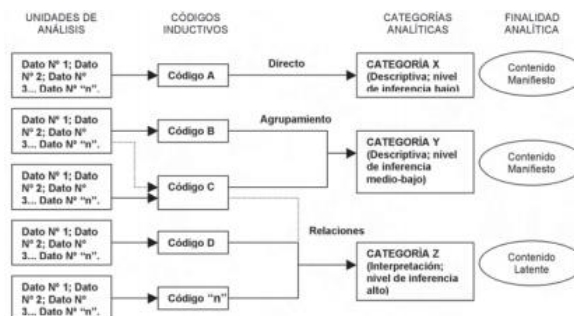 UNIDADES DE ANÁLISIS
CÓDIGOS INDUCTIVOS
CATEGORÍAS ANALÍTICAS
FINALIDAD ANALÍTICA
Dato Nº 1; Dato
Nº 2; Dato Nº
3... Dato Nº "n".
Código A
Directo
CATEGORÍA X
(Descriptiva; nivel
de inferencia bajo)
Contenido
Manifiesto
Dato Nº 1; Dato
Nº 2; Dato Nº
3... Dato Nº "n".
Código B
Agrupamiento
CATEGORÍA Y
(Descriptiva; nivel
de inferencia
medio-bajo)
Contenido
Manifiesto
Dato Nº 1; Dato
Nº 2; Dato Nº
3... Dato Nº "n".
Código C
Relaciones
Dato Nº 1; Dato
Nº 2; Dato Nº
3... Dato Nº "n".
Código D
CATEGORÍA Z
(Interpretación;
nivel de inferencia
alto)
Contenido
Latente
Dato Nº 1; Dato
Nº 2; Dato Nº
3... Dato Nº "n".
Código "n"